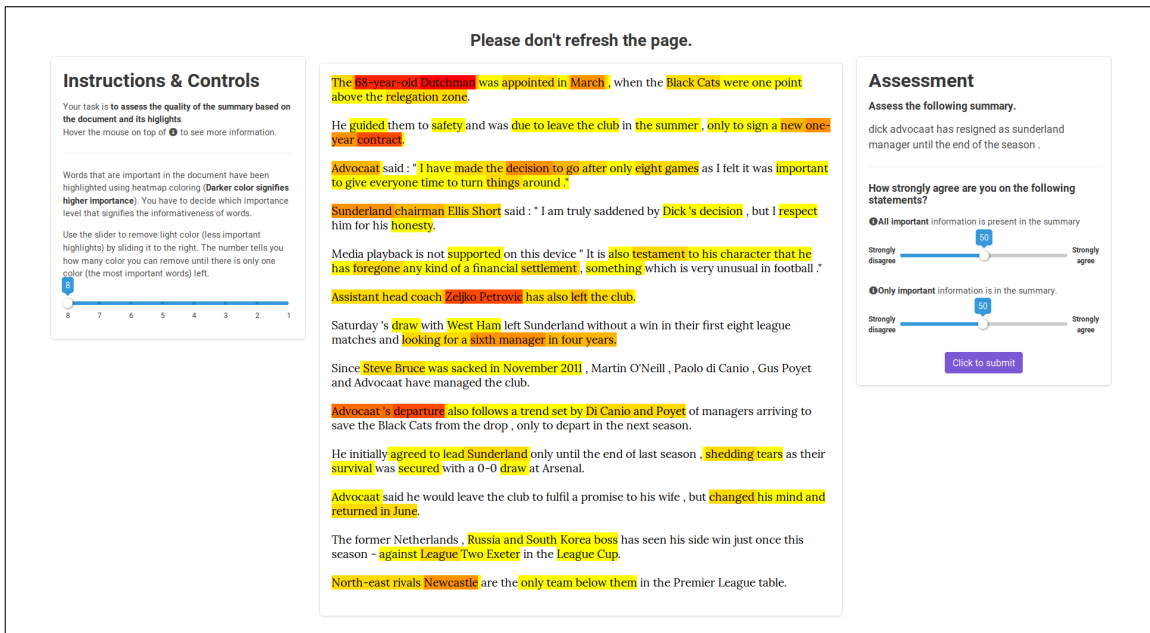 Please don't refresh the page.
Instructions & Controls
Your task is to assess the quality of the summary based on
the document and its higlights.
Hover the mouse on top of to see more information.
Words that are important in the document have been
highlighted using heatmap coloring (Darker color signifies
higher importance). You have to decide which importance
level that signifies the informativeness of words.
Use the slider to remove light color (less important
highlights) by sliding it to the right. The number tells you
how many color you can remove until there is only one
color (the most important words) left.
8
8 7 6 5 4 3 2 1
The 68-year-old Dutchman was appointed in March , when the Black Cats were one point
above the relegation zone.
He guided them to safety and was due to leave the club in the summer , only to sign a new one-
year contract.
Advocaat said : " I have made the decision to go after only eight games as I felt it was important
to give everyone time to turn things around ."
Sunderland chairman Ellis Short said : " I am truly saddened by Dick 's decision , but I respect
him for his honesty.
Media playback is not supported on this device " It is also testament to his character that he
has foregone any kind of a financial settlement , something which is very unusual in football ."
Assistant head coach Zeljko Petrovic has also left the club.
Saturday 's draw with West Ham left Sunderland without a win in their first eight league
matches and looking for a sixth manager in four years.
Since Steve Bruce was sacked in November 2011 , Martin O'Neill , Paolo di Canio , Gus Poyet
and Advocaat have managed the club.
Advocaat 's departure also follows a trend set by Di Canio and Poyet of managers arriving to
save the Black Cats from the drop , only to depart in the next season.
He initially agreed to lead Sunderland only until the end of last season , shedding tears as their
survival was secured with a 0-0 draw at Arsenal.
Advocaat said he would leave the club to fulfil a promise to his wife , but changed his mind and
returned in June.
The former Netherlands , Russia and South Korea boss has seen his side win just once this
season - against League Two Exeter in the League Cup.
North-east rivals Newcastle are the only team below them in the Premier League table.
Assessment
Assess the following summary.
dick advocaat has resigned as sunderland
manager until the end of the season .
How strongly agree are you on the following
statements?
All important information is present in the summary
50
Strongly disagree
Strongly agree
Only important information is in the summary.
50
Strongly disagree
Strongly agree
Click to submit